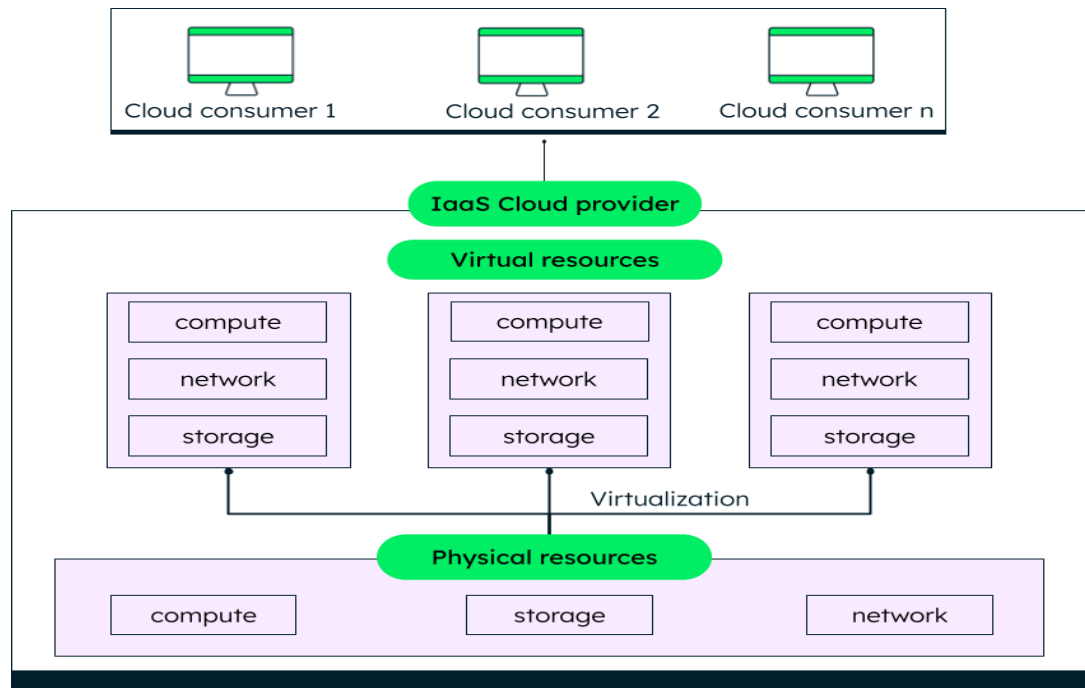 Cloud consumer 1
Cloud consumer 2
Cloud consumer n
IaaS Cloud provider
Virtual resources
compute
network
storage
compute
network
storage
compute
network
storage
Virtualization
Physical resources
compute
storage
network